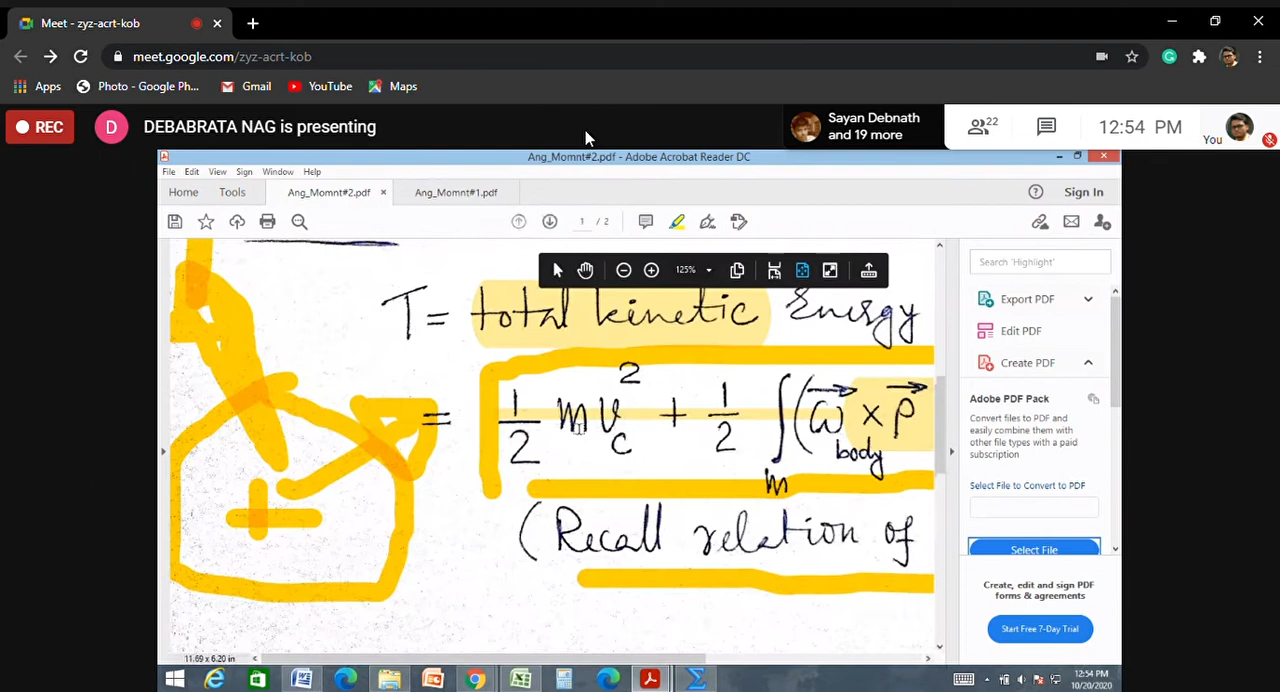 Meet - zyz-acrt-kob
meet.google.com/zyz-acrt-kob
Apps Photo - Google Ph... Gmail YouTube Maps
REC D DEBABRATA NAG is presenting
Sayan Debnath
and 19 more
22
12:54 PM
You
Ang_Momnt#2.pdf - Adobe Acrobat Reader DC
File Edit View Sign Window Help
Home Tools Ang_Momnt#2.pdf × Ang_Momnt#1.pdf Sign In
1 / 2
125%
Search 'Highlight'
Export PDF
Edit PDF
Create PDF
Adobe PDF Pack
Convert files to PDF and
easily combine them with
other file types with a paid
subscription
Select File to Convert to PDF
Select File
Create, edit and sign PDF
forms & agreements
Start Free 7-Day Trial
T = total kinetic Energy
= 1/2 m v_c^2 + 1/2 ∫_m (ω⃗_body × ρ⃗
(Recall relation of
11.69 x 6.20 in
12:54 PM
10/20/2020